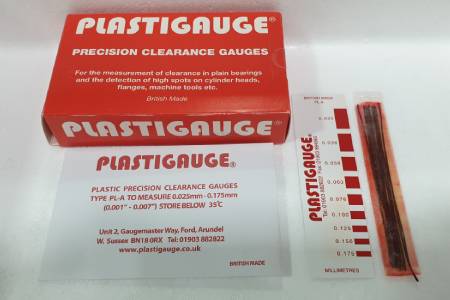 PLASTIGAUGE®
PRECISION CLEARANCE GAUGES
For the measurement of clearance in plain bearings
and the detection of high spots on cylinder heads,
flanges, machine tools etc.
British Made
PLASTIGAUGE®
PLASTIGAUGE®
PLASTIC PRECISION CLEARANCE GAUGES
TYPE PL-A TO MEASURE 0.025mm - 0.175mm
(0.001" - 0.007") STORE BELOW 35℃
Unit 2, Gaugemaster Way, Ford, Arundel
W. Sussex BN18 0RX Tel: 01903 882822
www.plastigauge.co.uk
BRITISH MADE
BRITISH MADE
PL-A
PLASTIGAUGE®
0.025
0.038
0.050
0.063
0.076
0.100
0.125
0.150
0.175
MILLIMETRES